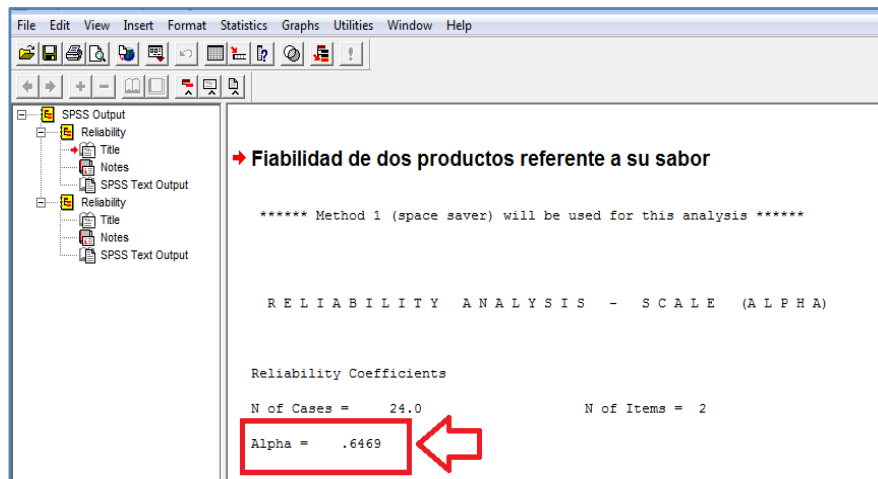 File Edit View Insert Format Statistics Graphs Utilities Window Help
SPSS Output
Reliability
Title
Notes
SPSS Text Output
Reliability
Title
Notes
SPSS Text Output
Fiabilidad de dos productos referente a su sabor
****** Method 1 (space saver) will be used for this analysis ******
R E L I A B I L I T Y A N A L Y S I S - S C A L E (A L P H A)
Reliability Coefficients
N of Cases = 24.0 N of Items = 2
Alpha = .6469